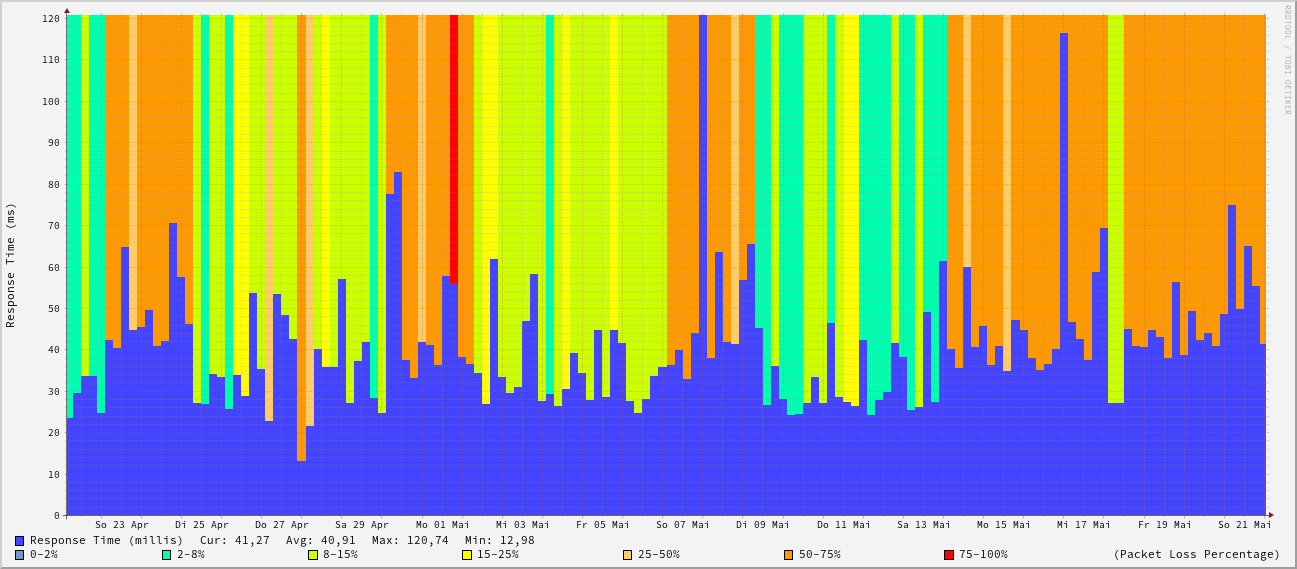 RRDTOOL / TOBI OETIKER
Response Time (ms)
120
110
100
90
80
70
60
50
40
30
20
10
0
So 23 Apr Di 25 Apr Do 27 Apr Sa 29 Apr Mo 01 Mai Mi 03 Mai Fr 05 Mai So 07 Mai Di 09 Mai Do 11 Mai Sa 13 Mai Mo 15 Mai Mi 17 Mai Fr 19 Mai So 21 Mai
Response Time (millis) Cur: 41,27 Avg: 40,91 Max: 120,74 Min: 12,98
0-2% 2-8% 8-15% 15-25% 25-50% 50-75% 75-100% (Packet Loss Percentage)